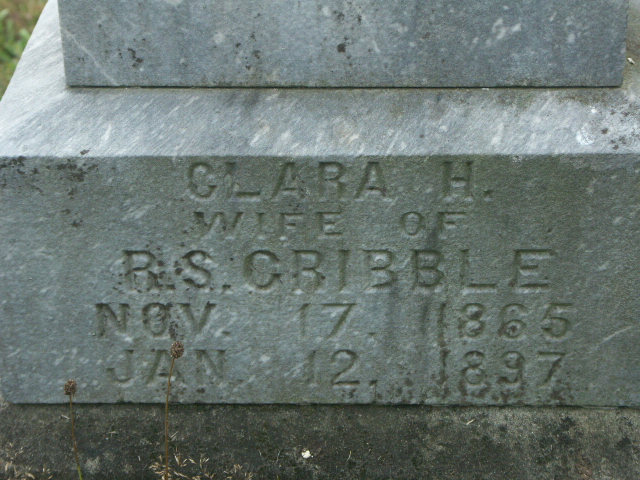 CLARA H.
WIFE OF
R.S. GRIBBLE
NOV. 17, 1865
JAN. 12, 1897